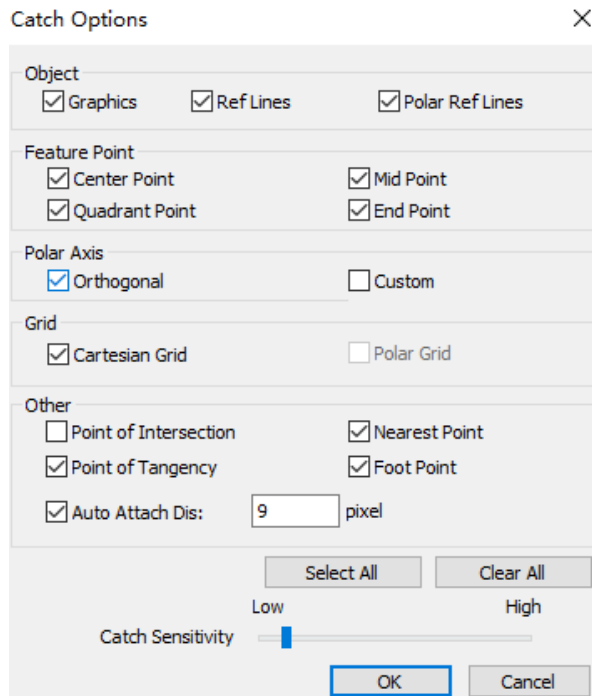 Catch Options
Object
Graphics Ref Lines Polar Ref Lines
Feature Point
Center Point Mid Point
Quadrant Point End Point
Polar Axis
Orthogonal Custom
Grid
Cartesian Grid Polar Grid
Other
Point of Intersection Nearest Point
Point of Tangency Foot Point
Auto Attach Dis: 9 pixel
Select All Clear All
Low High
Catch Sensitivity
OK Cancel